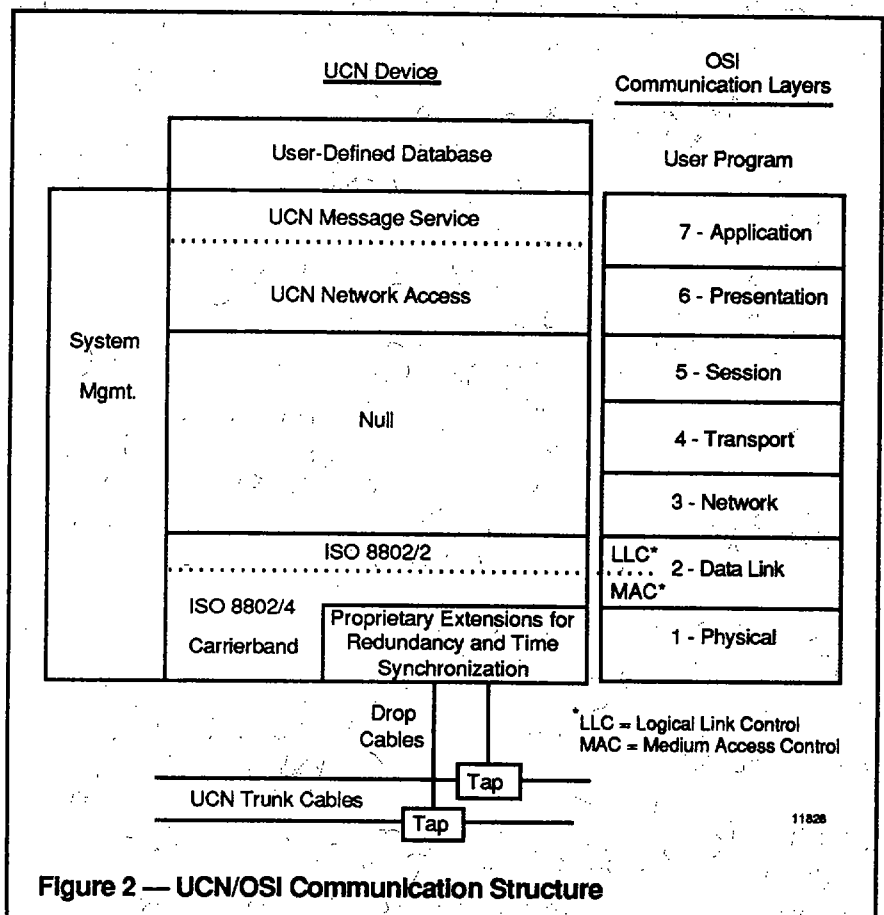 UCN Device
OSI
Communication Layers
User-Defined Database
User Program
System
Mgmt.
UCN Message Service
UCN Network Access
Null
ISO 8802/2
ISO 8802/4
Carrierband
Proprietary Extensions for
Redundancy and Time
Synchronization
7 - Application
6 - Presentation
5 - Session
4 - Transport
3 - Network
LLC*
2 - Data Link
MAC*
1 - Physical
Drop
Cables
*LLC = Logical Link Control
MAC = Medium Access Control
Tap
UCN Trunk Cables
Tap
11828
Figure 2 — UCN/OSI Communication Structure